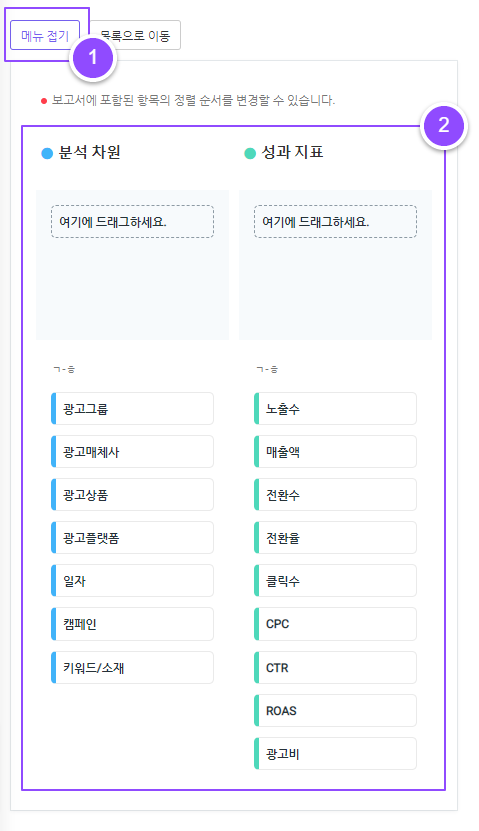 메뉴 접기
목록으로 이동
1
보고서에 포함된 항목의 정렬 순서를 변경할 수 있습니다.
2
분석 차원
성과 지표
여기에 드래그하세요.
여기에 드래그하세요.
ㄱ-ㅎ
ㄱ-ㅎ
광고그룹
노출수
광고매체사
매출액
광고상품
전환수
광고플랫폼
전환율
일자
클릭수
캠페인
CPC
키워드/소재
CTR
ROAS
광고비